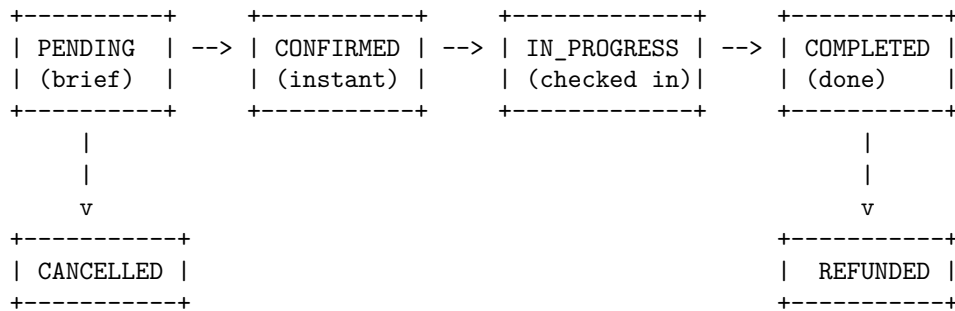 PENDING --> CONFIRMED --> IN_PROGRESS --> COMPLETED
(brief) (instant) (checked in) (done)
CANCELLED REFUNDED